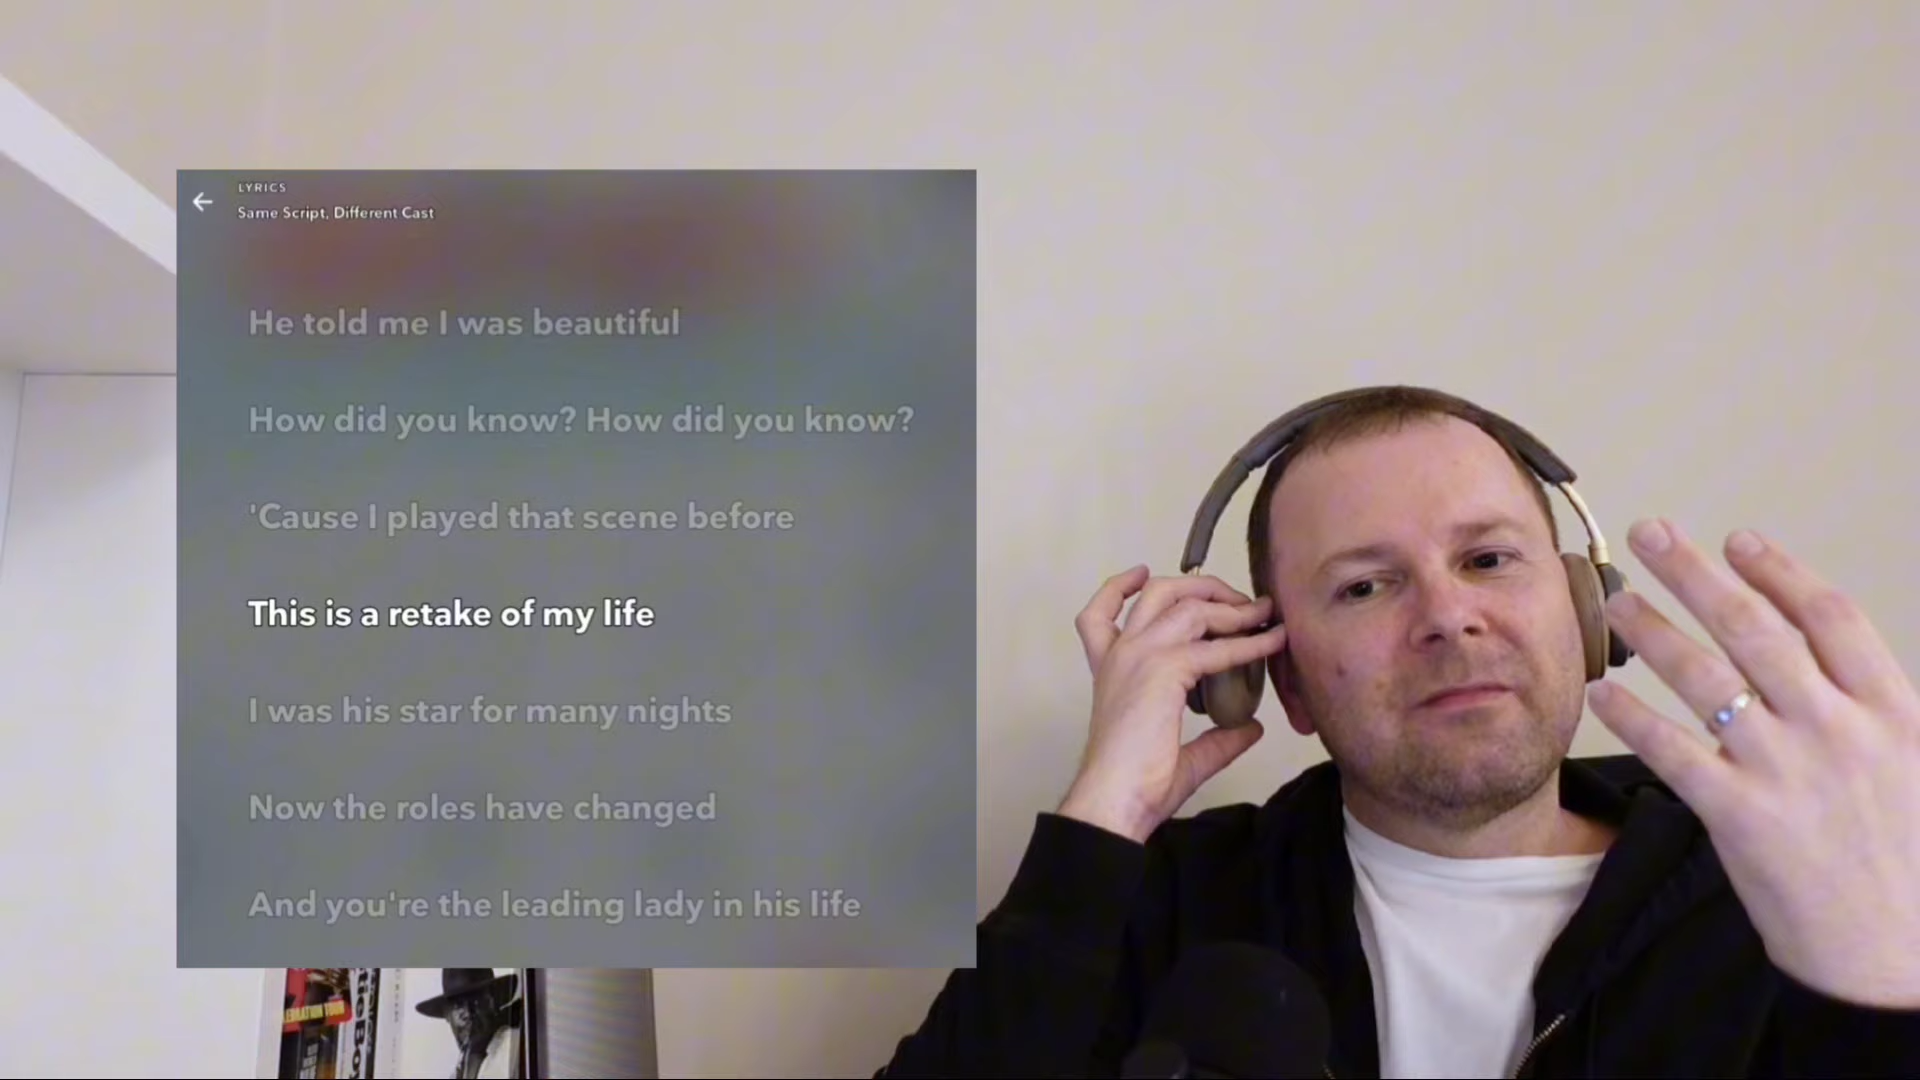 LYRICS
Same Script, Different Cast
He told me I was beautiful
How did you know? How did you know?
'Cause I played that scene before
This is a retake of my life
I was his star for many nights
Now the roles have changed
And you're the leading lady in his life